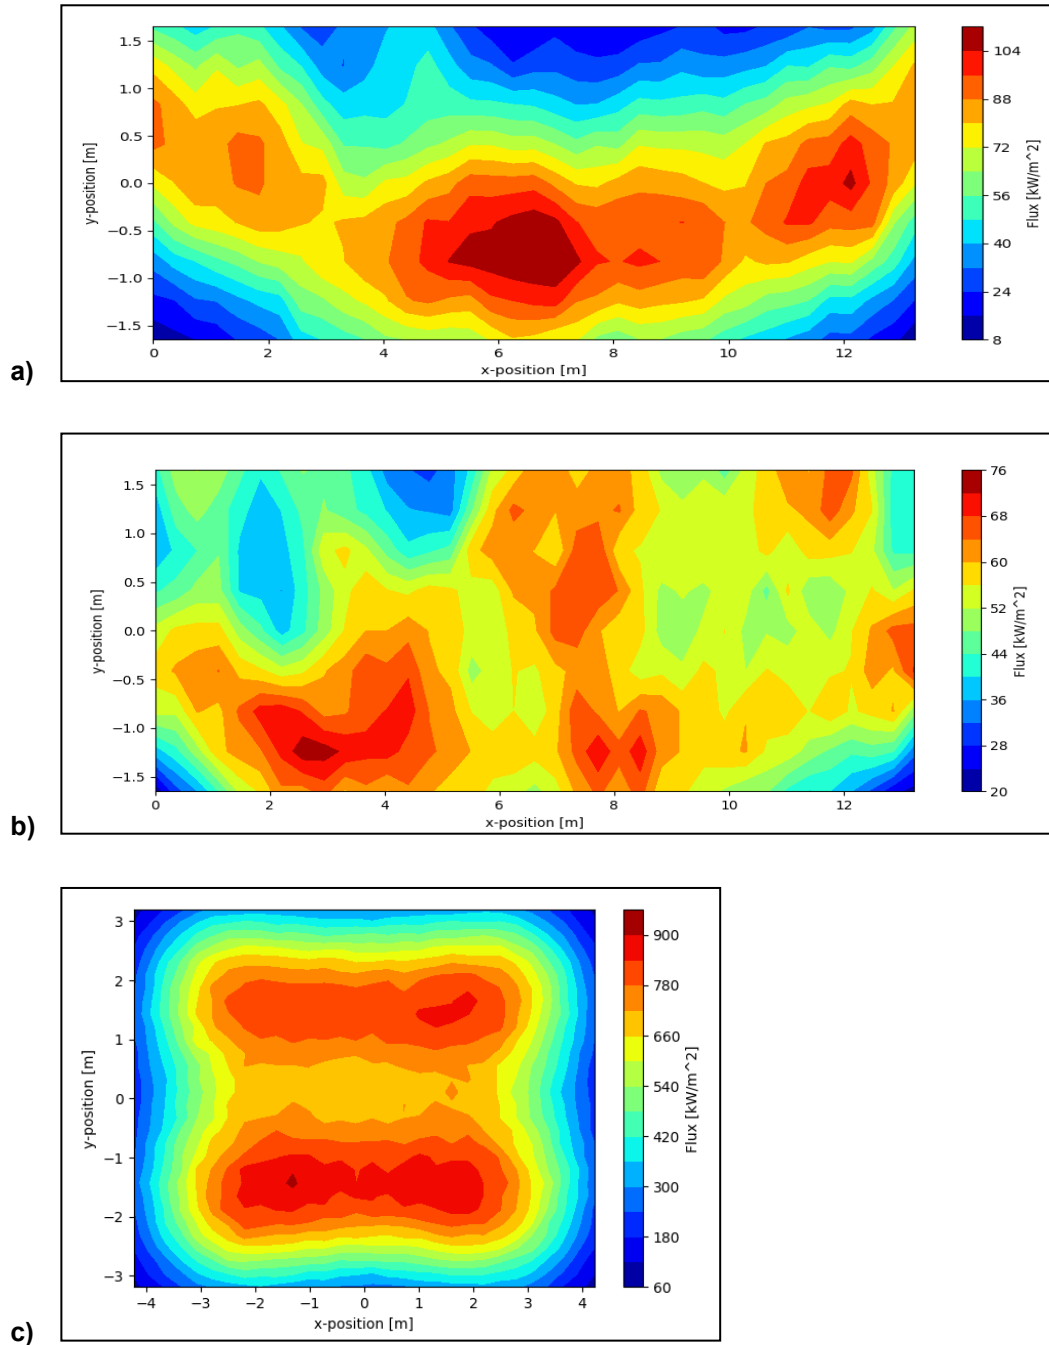 1.5
1.0
0.5
0.0
−0.5
−1.0
−1.5
y-position [m]
0 2 4 6 8 10 12
x-position [m]
104
88
72
56
40
24
8
Flux [kW/m^2]
a)
1.5
1.0
0.5
0.0
−0.5
−1.0
−1.5
y-position [m]
0 2 4 6 8 10 12
x-position [m]
76
68
60
52
44
36
28
20
Flux [kW/m^2]
b)
3
2
1
0
−1
−2
−3
y-position [m]
−4 −3 −2 −1 0 1 2 3 4
x-position [m]
900
780
660
540
420
300
180
60
Flux [kW/m^2]
c)